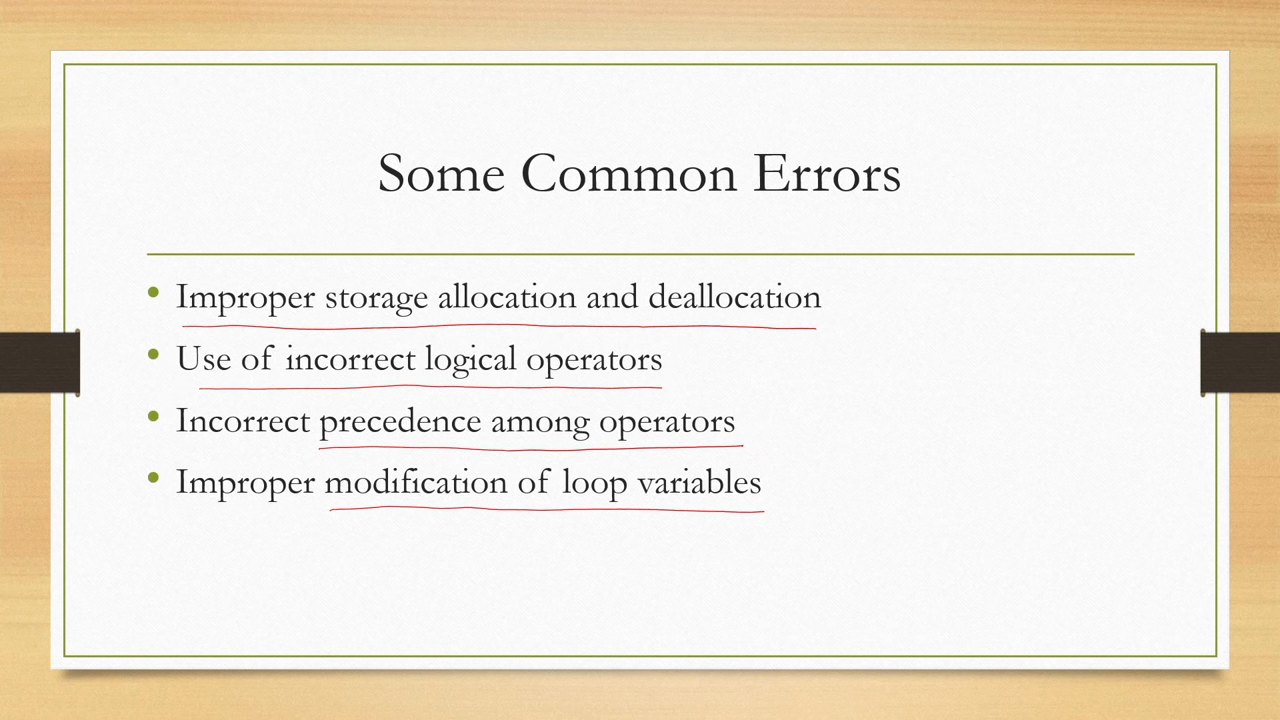 Some Common Errors
• Improper storage allocation and deallocation
• Use of incorrect logical operators
• Incorrect precedence among operators
• Improper modification of loop variables